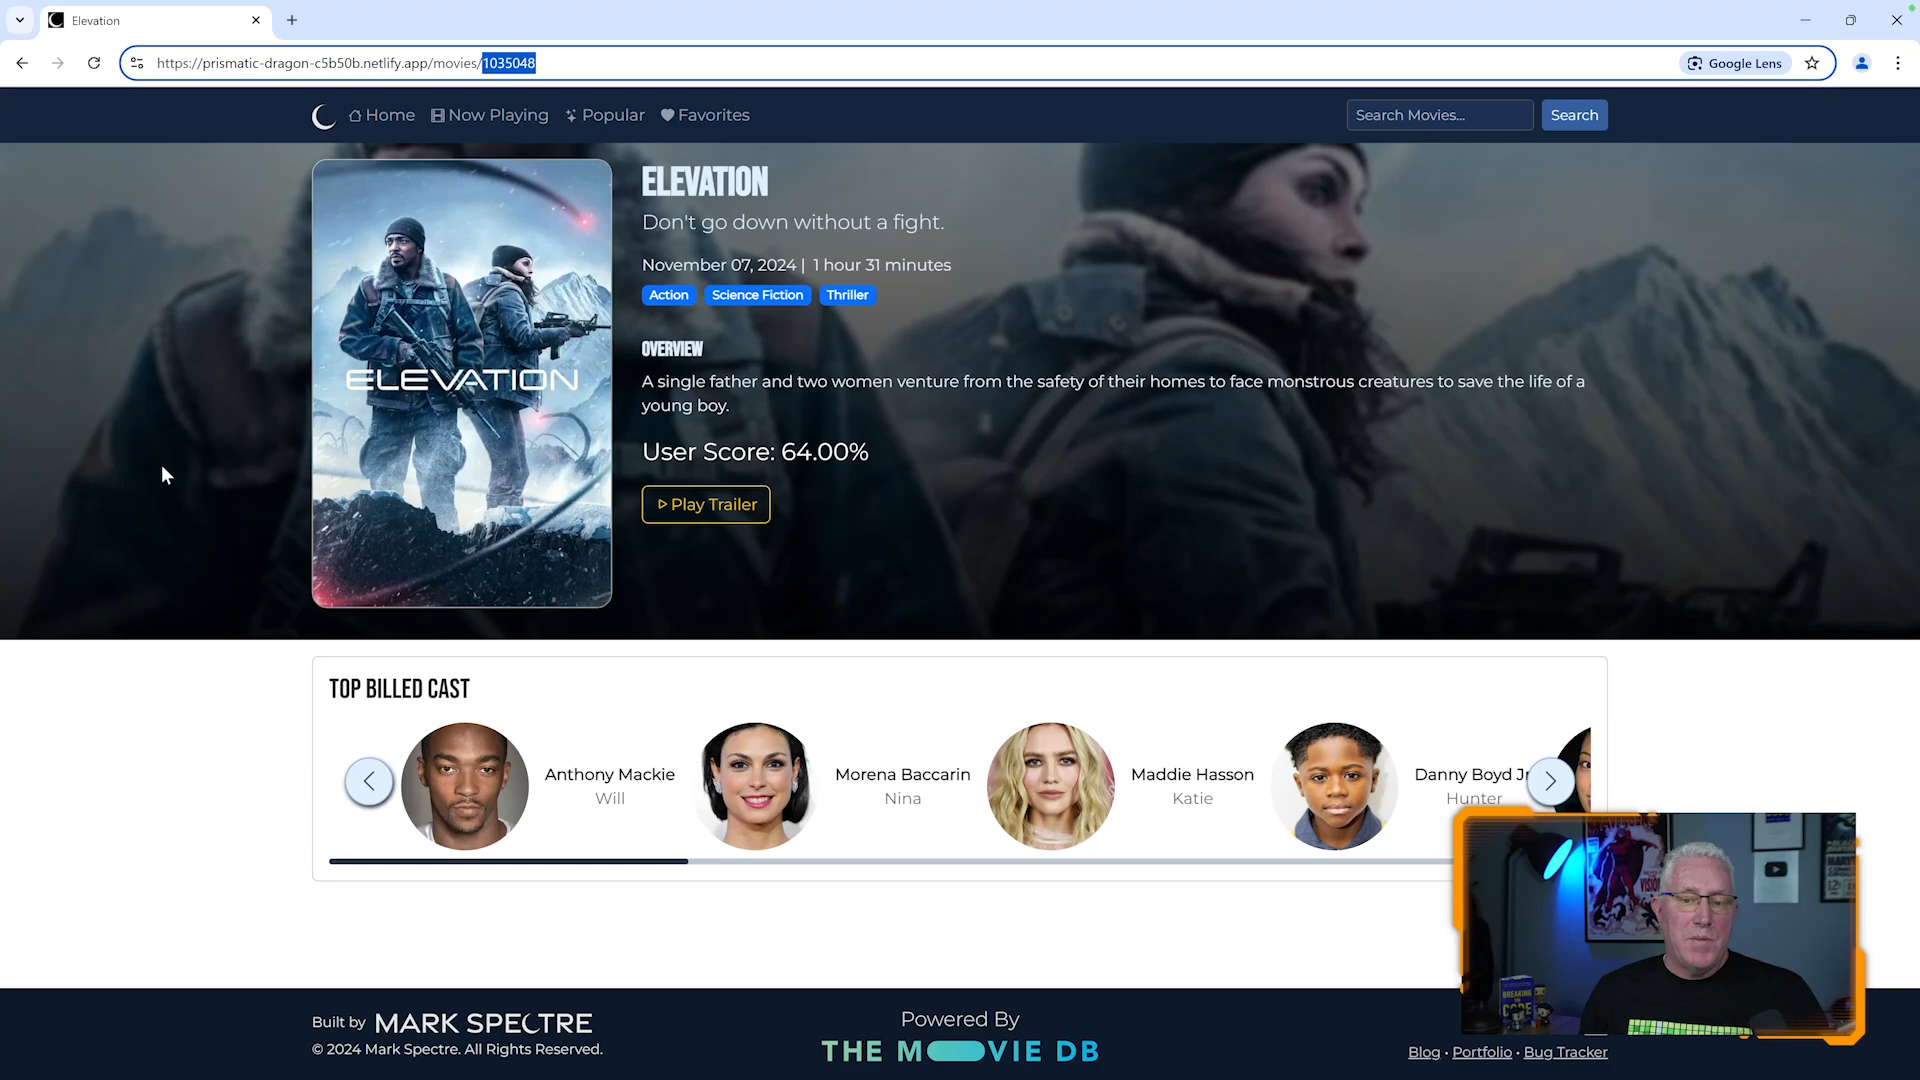 Elevation
https://prismatic-dragon-c5b50b.netlify.app/movies/1035048
Google Lens
Home
Now Playing
Popular
Favorites
Search Movies...
Search
ELEVATION
ELEVATION
Don't go down without a fight.
November 07, 2024 | 1 hour 31 minutes
Action
Science Fiction
Thriller
OVERVIEW
A single father and two women venture from the safety of their homes to face monstrous creatures to save the life of a
young boy.
User Score: 64.00%
Play Trailer
TOP BILLED CAST
Anthony Mackie
Will
Morena Baccarin
Nina
Maddie Hasson
Katie
Danny Boyd Jr
Hunter
VISION
BREAKING
THE
CODE
Built by MARK SPECTRE
© 2024 Mark Spectre. All Rights Reserved.
Powered By
THE MOVIE DB
Blog • Portfolio • Bug Tracker